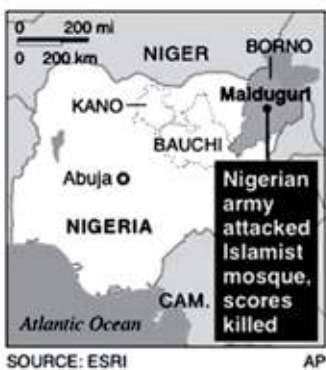 0 200 mi
0 200 km
NIGER
BORNO
Maiduguri
KANO
BAUCHI
Abuja
NIGERIA
Nigerian
army
attacked
Islamist
mosque,
scores
killed
CAM.
Atlantic Ocean
SOURCE: ESRI
AP